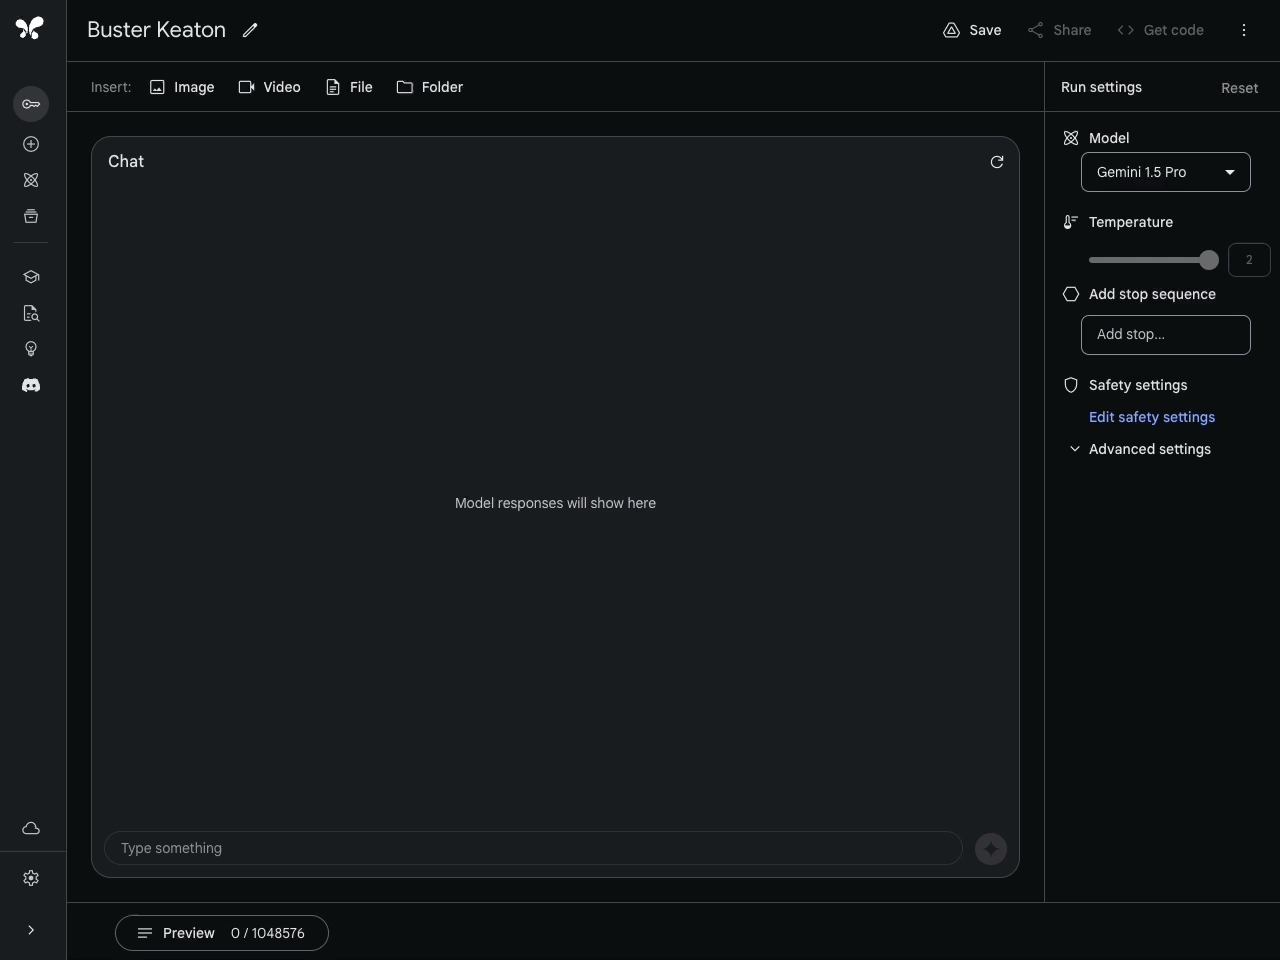 Buster Keaton
Save
Share
Get code
Insert:
Image
Video
File
Folder
Run settings
Reset
Chat
Model responses will show here
Type something
Model
Gemini 1.5 Pro
Temperature
2
Add stop sequence
Add stop...
Safety settings
Edit safety settings
Advanced settings
Preview 0 / 1048576